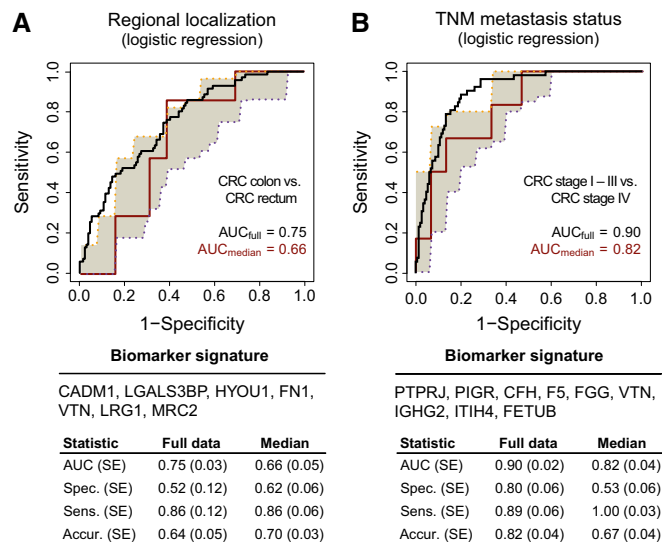 A
Regional localization
(logistic regression)
Sensitivity
0.0 0.2 0.4 0.6 0.8 1.0
CRC colon vs.
CRC rectum
AUCfull = 0.75
AUCmedian = 0.66
0.0 0.2 0.4 0.6 0.8 1.0
1−Specificity
Biomarker signature
CADM1, LGALS3BP, HYOU1, FN1,
VTN, LRG1, MRC2
Statistic Full data Median
AUC (SE) 0.75 (0.03) 0.66 (0.05)
Spec. (SE) 0.52 (0.12) 0.62 (0.06)
Sens. (SE) 0.86 (0.12) 0.86 (0.06)
Accur. (SE) 0.64 (0.05) 0.70 (0.03)
B
TNM metastasis status
(logistic regression)
Sensitivity
0.0 0.2 0.4 0.6 0.8 1.0
CRC stage I – III vs.
CRC stage IV
AUCfull = 0.90
AUCmedian = 0.82
0.0 0.2 0.4 0.6 0.8 1.0
1−Specificity
Biomarker signature
PTPRJ, PIGR, CFH, F5, FGG, VTN,
IGHG2, ITIH4, FETUB
Statistic Full data Median
AUC (SE) 0.90 (0.02) 0.82 (0.04)
Spec. (SE) 0.80 (0.06) 0.53 (0.06)
Sens. (SE) 0.89 (0.06) 1.00 (0.03)
Accur. (SE) 0.82 (0.04) 0.67 (0.04)